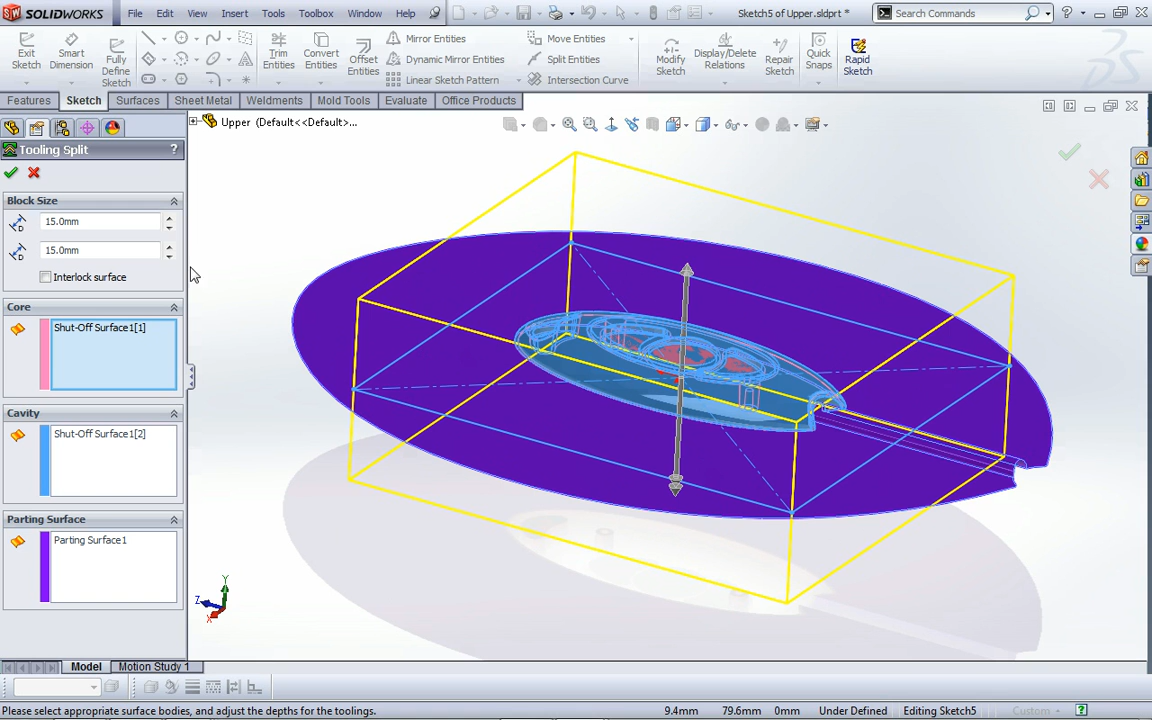 SOLIDWORKS File Edit View Insert Tools Toolbox Window Help Sketch5 of Upper.sldprt * Search Commands
Exit Sketch
Smart Dimension
Fully Define Sketch
Trim Entities
Convert Entities
Offset Entities
Mirror Entities
Dynamic Mirror Entities
Linear Sketch Pattern
Move Entities
Split Entities
Intersection Curve
Modify Sketch
Display/Delete Relations
Repair Sketch
Quick Snaps
Rapid Sketch
Features Sketch Surfaces Sheet Metal Weldments Mold Tools Evaluate Office Products
Upper (Default<<Default>...
Tooling Split ?
Block Size
15.0mm
15.0mm
Interlock surface
Core
Shut-Off Surface1[1]
Cavity
Shut-Off Surface1[2]
Parting Surface
Parting Surface1
Y
Z
X
Model Motion Study 1
Please select appropriate surface bodies, and adjust the depths for the toolings. 9.4mm 79.6mm 0mm Under Defined Editing Sketch5 Custom